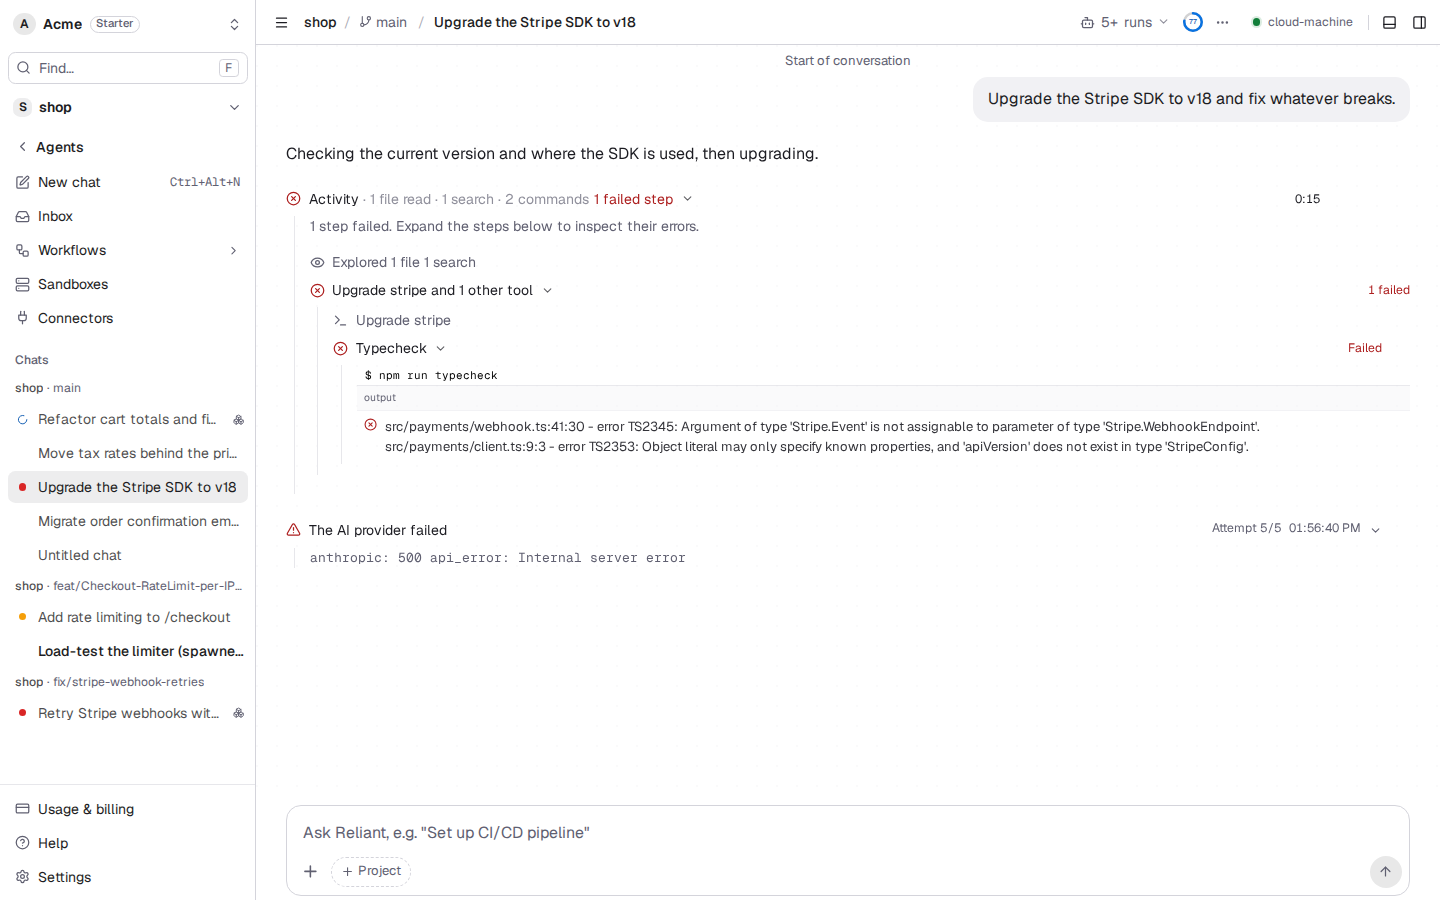 A Acme Starter
Find... F
S shop
Agents
New chat Ctrl+Alt+N
Inbox
Workflows
Sandboxes
Connectors
Chats
shop · main
Refactor cart totals and fi...
Move tax rates behind the pri...
Upgrade the Stripe SDK to v18
Migrate order confirmation em...
Untitled chat
shop · feat/Checkout-RateLimit-per-IP...
Add rate limiting to /checkout
Load-test the limiter (spawne...
shop · fix/stripe-webhook-retries
Retry Stripe webhooks wit...
Usage & billing
Help
Settings
shop / main / Upgrade the Stripe SDK to v18
5+ runs 77 ... cloud-machine
Start of conversation
Upgrade the Stripe SDK to v18 and fix whatever breaks.
Checking the current version and where the SDK is used, then upgrading.
Activity · 1 file read · 1 search · 2 commands 1 failed step 0:15
1 step failed. Expand the steps below to inspect their errors.
Explored 1 file 1 search
Upgrade stripe and 1 other tool 1 failed
Upgrade stripe
Typecheck Failed
$ npm run typecheck
output
src/payments/webhook.ts:41:30 - error TS2345: Argument of type 'Stripe.Event' is not assignable to parameter of type 'Stripe.WebhookEndpoint'.
src/payments/client.ts:9:3 - error TS2353: Object literal may only specify known properties, and 'apiVersion' does not exist in type 'StripeConfig'.
The AI provider failed Attempt 5/5 01:56:40 PM
anthropic: 500 api_error: Internal server error
Ask Reliant, e.g. "Set up CI/CD pipeline"
+ Project